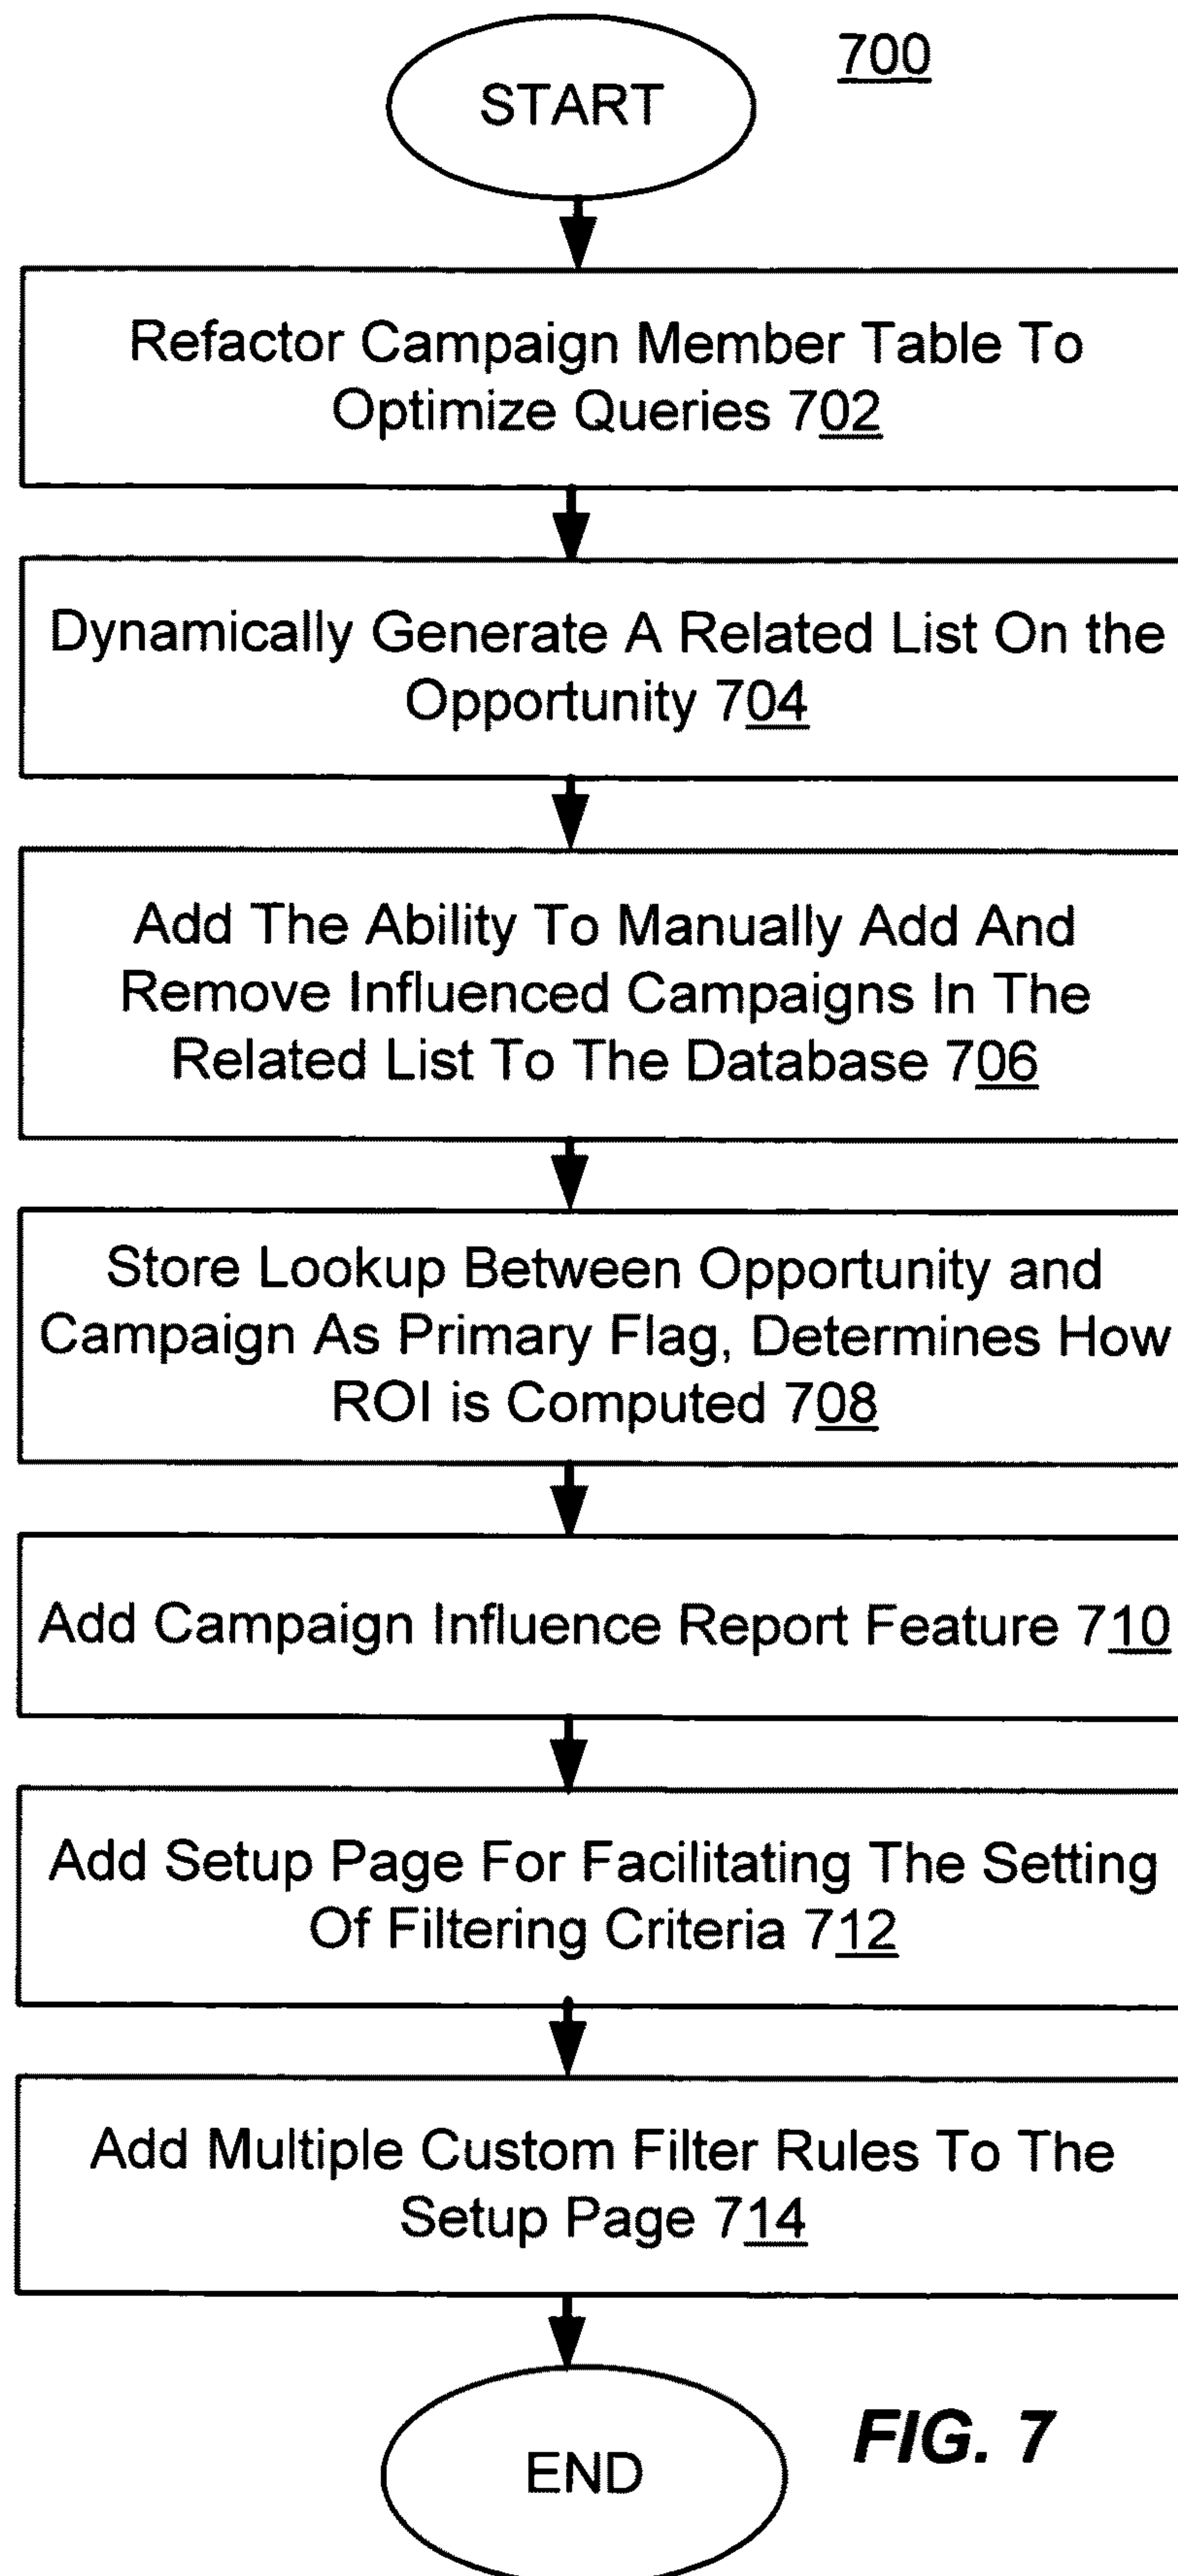 700
START
Refactor Campaign Member Table To
Optimize Queries 702
Dynamically Generate A Related List On the
Opportunity 704
Add The Ability To Manually Add And
Remove Influenced Campaigns In The
Related List To The Database 706
Store Lookup Between Opportunity and
Campaign As Primary Flag, Determines How
ROI is Computed 708
Add Campaign Influence Report Feature 710
Add Setup Page For Facilitating The Setting
Of Filtering Criteria 712
Add Multiple Custom Filter Rules To The
Setup Page 714
END
FIG. 7